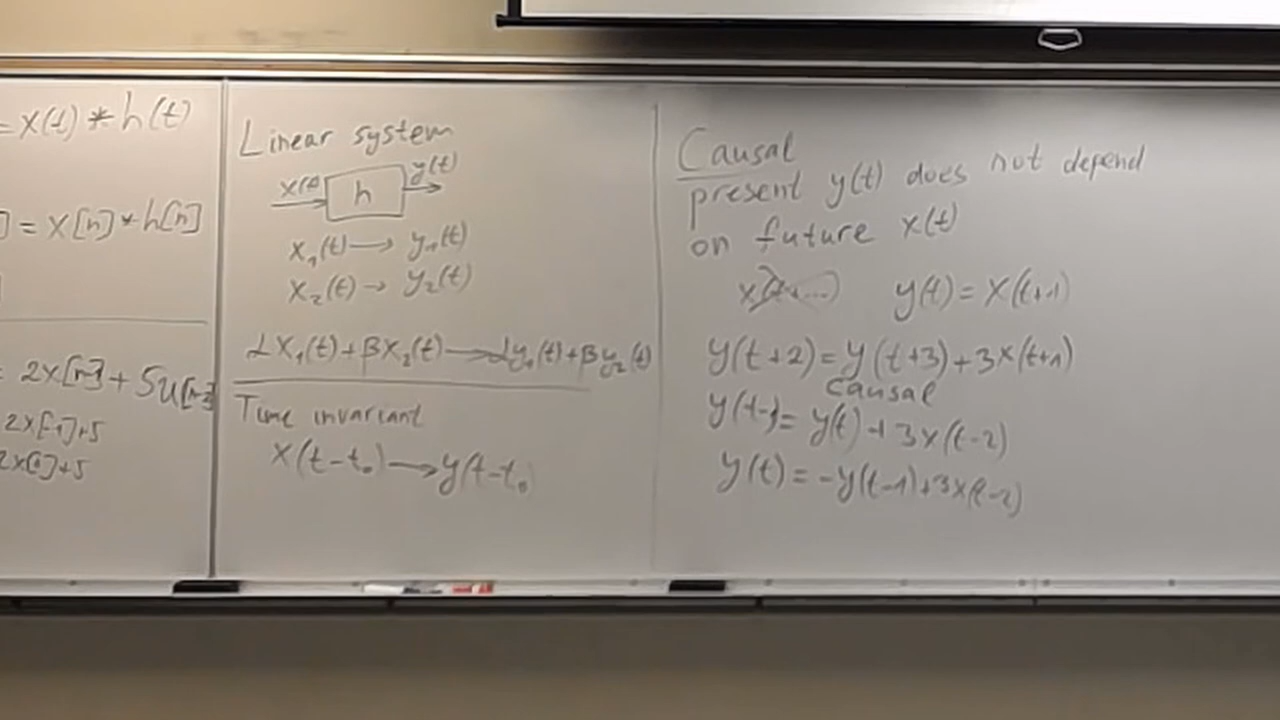 = x(t) * h(t)
] = x[n] * h[n]
= 2x[n-1] + 5u[n-2]
2x[-1]+5
2x[0]+5
Linear system
x(t) h y(t)
x₁(t) → y₁(t)
x₂(t) → y₂(t)
αx₁(t)+βx₂(t) → αy₁(t)+βy₂(t)
Time invariant
x(t-t₀) → y(t-t₀)
Causal
present y(t) does not depend
on future x(t)
y(t) = x(t+1)
y(t+2) = y(t+3) + 3x(t+1)
causal
= y(t) + 3x(t-2)
y(t) = -y(t-1)+3x(t-2)